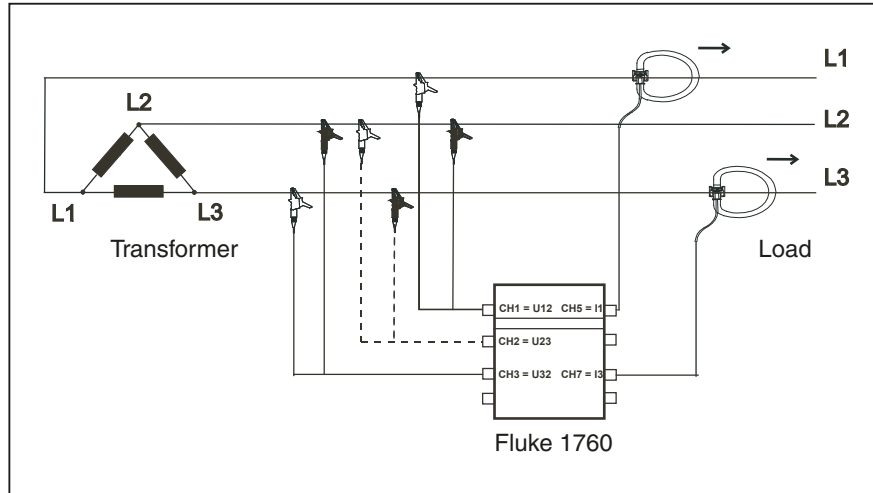 L1
L2
L2
L3
L1
L3
Transformer
Load
CH1 = U12 CH5 = I1
CH2 = U23
CH3 = U32 CH7 = I3
Fluke 1760